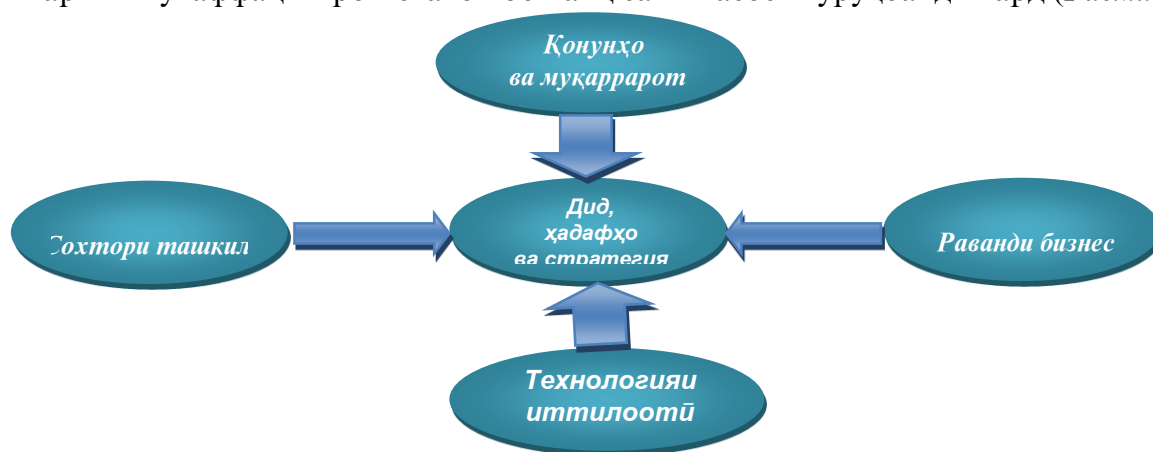 Қонунҳо
ва муқаррарот
Дид,
ҳадафҳо
ва стратегия
Сохтори ташкил
Раванди бизнес
Технологияи
иттилоотӣ